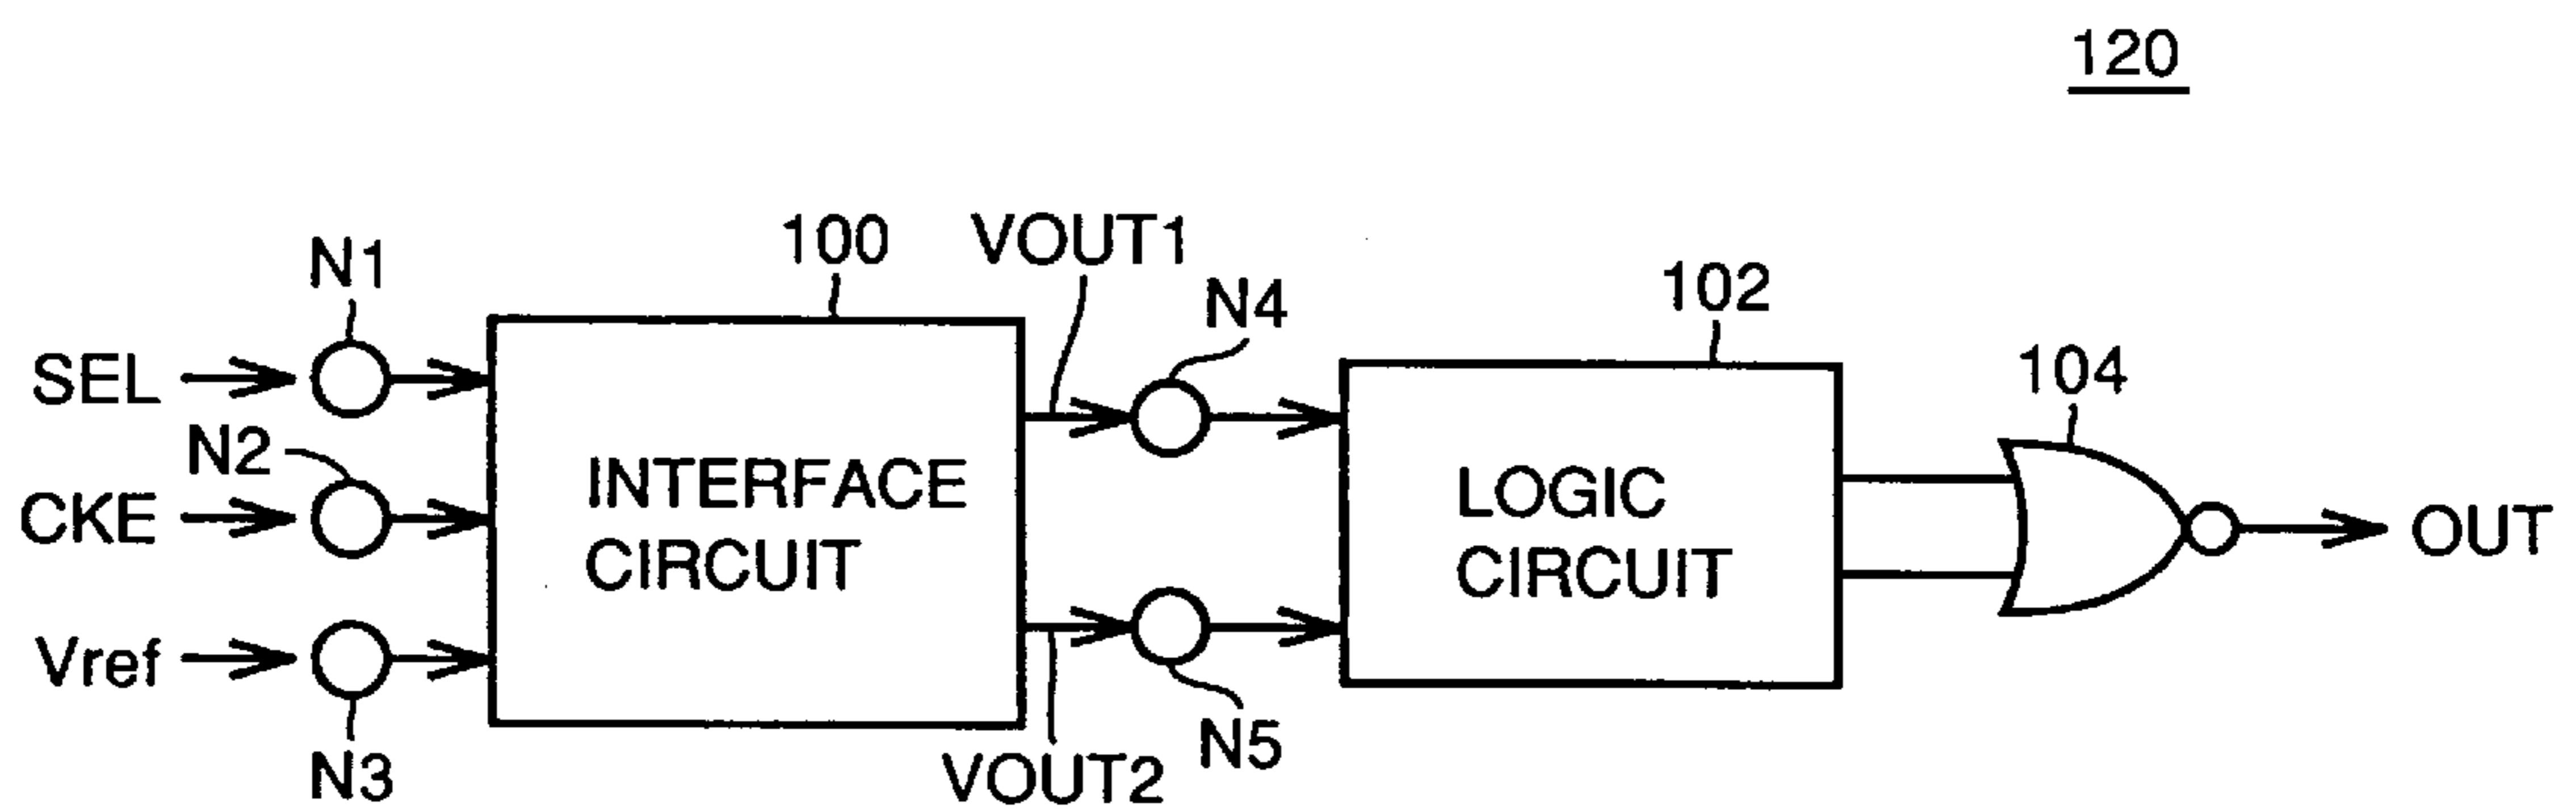 120
100
VOUT1
N1
N4
102
SEL
104
N2
INTERFACE
CIRCUIT
LOGIC
CIRCUIT
CKE
OUT
Vref
N3
VOUT2
N5